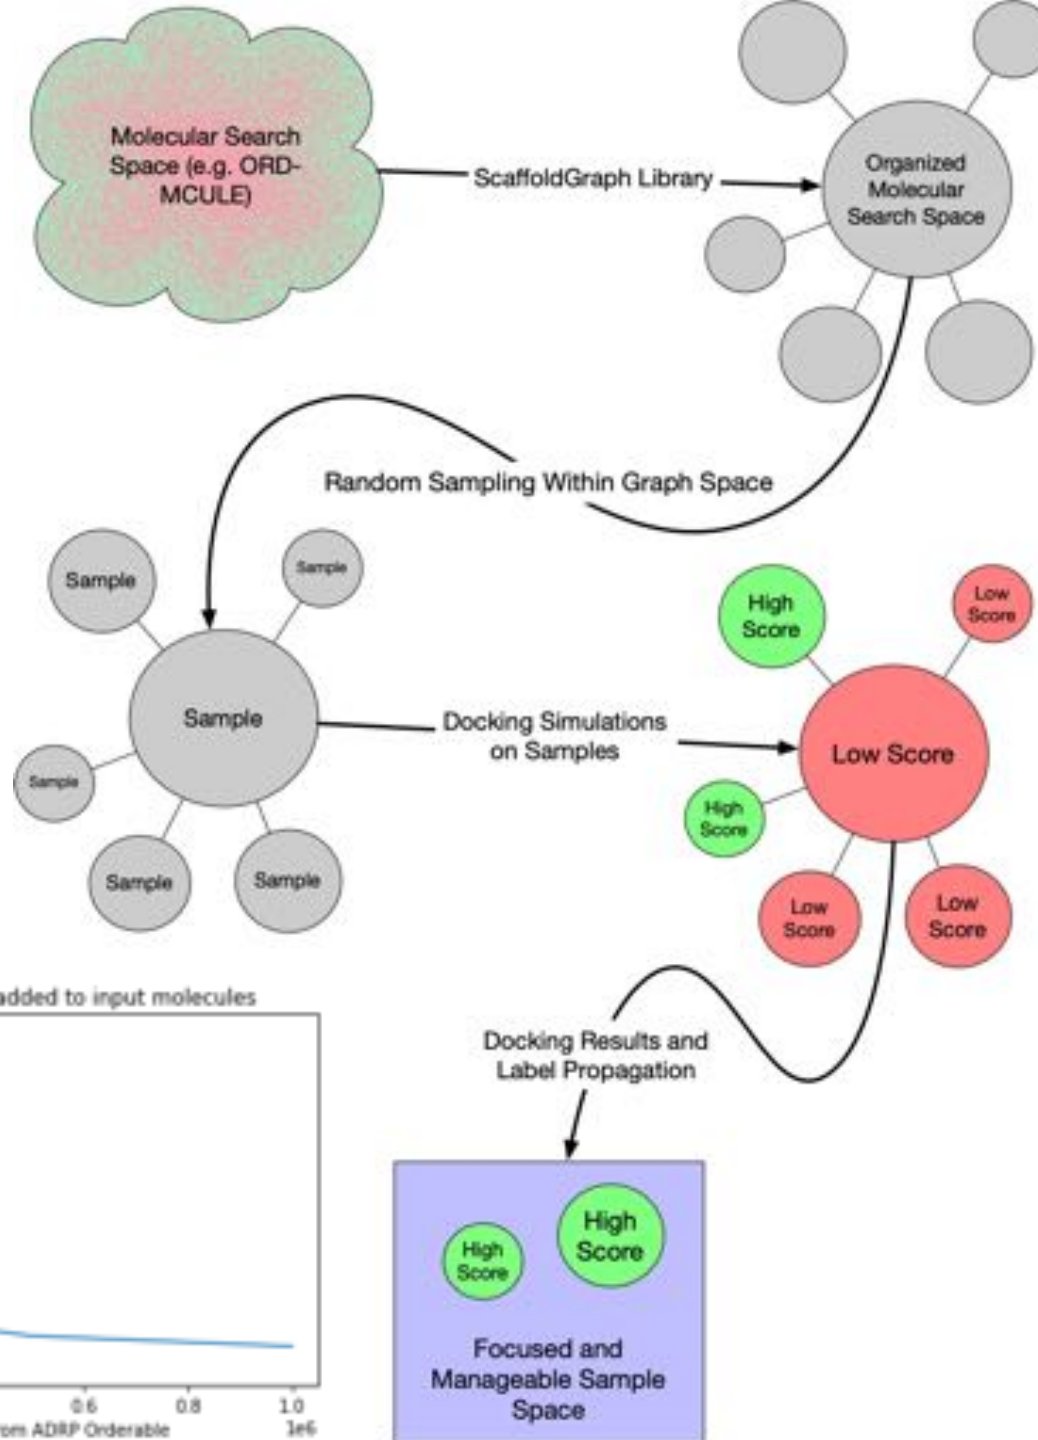 Molecular Search
Space (e.g. ORD-
MCULE)
ScaffoldGraph Library
Organized
Molecular
Search Space
Random Sampling Within Graph Space
Sample
Sample
Sample
Sample
Sample
Sample
Docking Simulations
on Samples
High
Score
Low
Score
Low Score
High
Score
Low
Score
Low
Score
added to input molecules
0.6
0.8
1.0
1e6
om ADRP Orderable
Docking Results and
Label Propagation
High
Score
High
Score
Focused and
Manageable Sample
Space